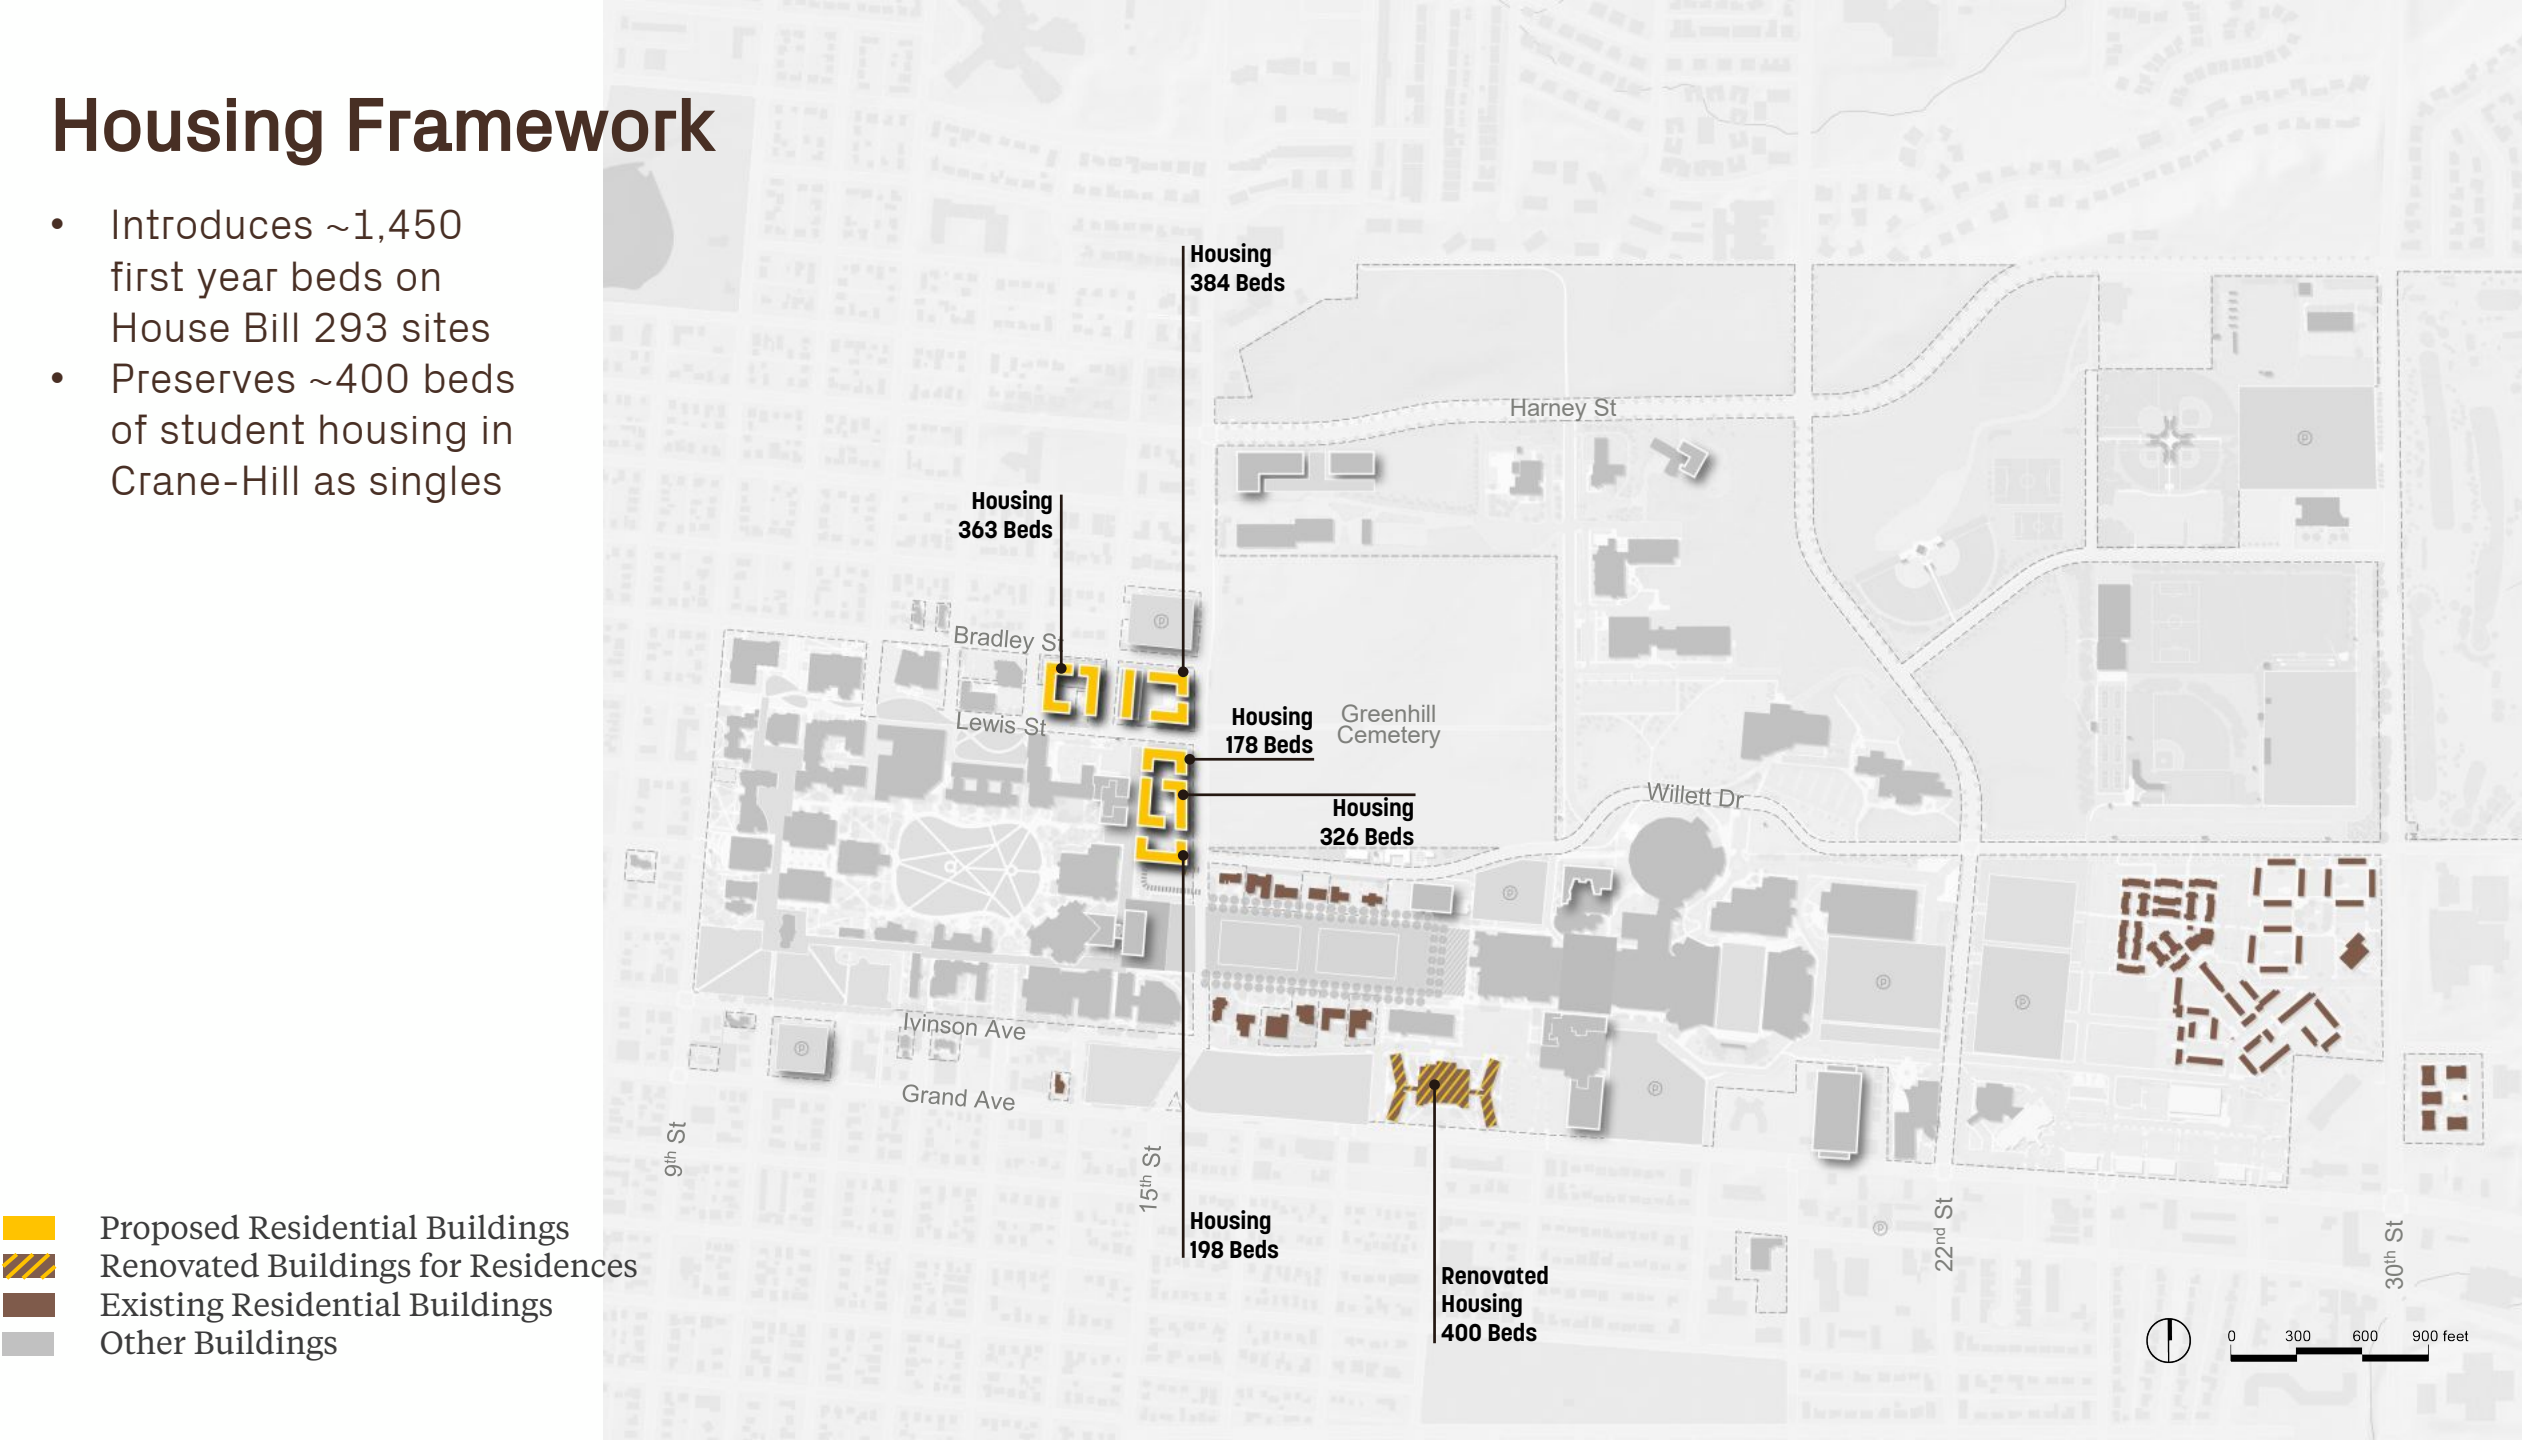 Housing Framework
• Introduces ~1,450
first year beds on
House Bill 293 sites
• Preserves ~400 beds
of student housing in
Crane-Hill as singles
Housing
384 Beds
Harney St
Housing
363 Beds
Bradley St
Lewis St
Housing
178 Beds
Greenhill
Cemetery
Housing
326 Beds
Willett Dr
Ivinson Ave
Grand Ave
9th St
15th St
22nd St
30th St
Housing
198 Beds
Renovated
Housing
400 Beds
P
P
P
P
P
P
P
P
P
Proposed Residential Buildings
Renovated Buildings for Residences
Existing Residential Buildings
Other Buildings
0 300 600 900 feet